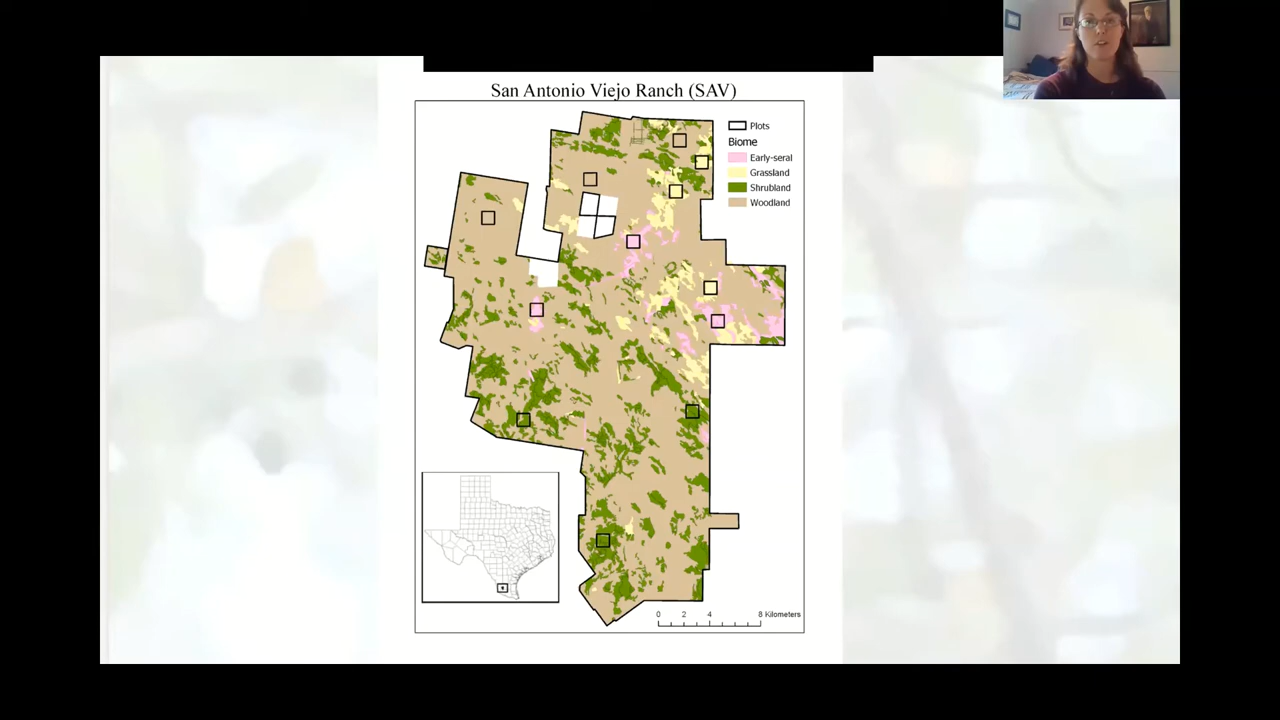 San Antonio Viejo Ranch (SAV)
Plots
Biome
Early-seral
Grassland
Shrubland
Woodland
0 2 4 8 Kilometers